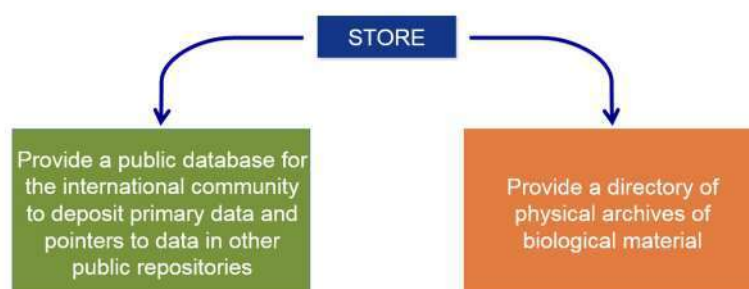 STORE
Provide a public database for
the international community
to deposit primary data and
pointers to data in other
public repositories
Provide a directory of
physical archives of
biological material